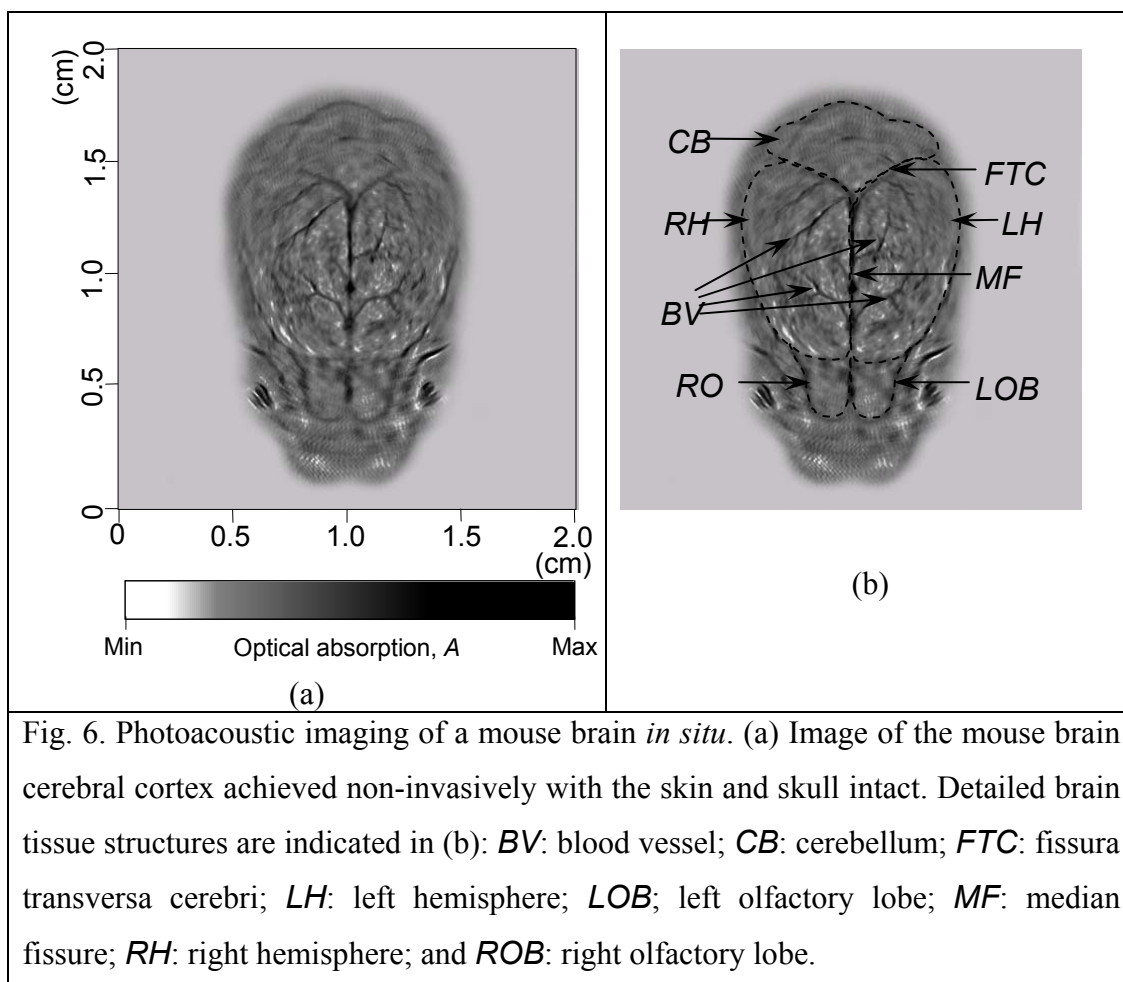 2.0
(cm)
1.5
1.0
0.5
0
0
0.5
1.0
1.5
2.0
(cm)
Min
Optical absorption, A
Max
(a)
CB
FTC
RH
LH
MF
BV
RO
LOB
(b)
Fig. 6. Photoacoustic imaging of a mouse brain in situ. (a) Image of the mouse brain
cerebral cortex achieved non-invasively with the skin and skull intact. Detailed brain
tissue structures are indicated in (b): BV: blood vessel; CB: cerebellum; FTC: fissura
transversa cerebri; LH: left hemisphere; LOB; left olfactory lobe; MF: median
fissure; RH: right hemisphere; and ROB: right olfactory lobe.